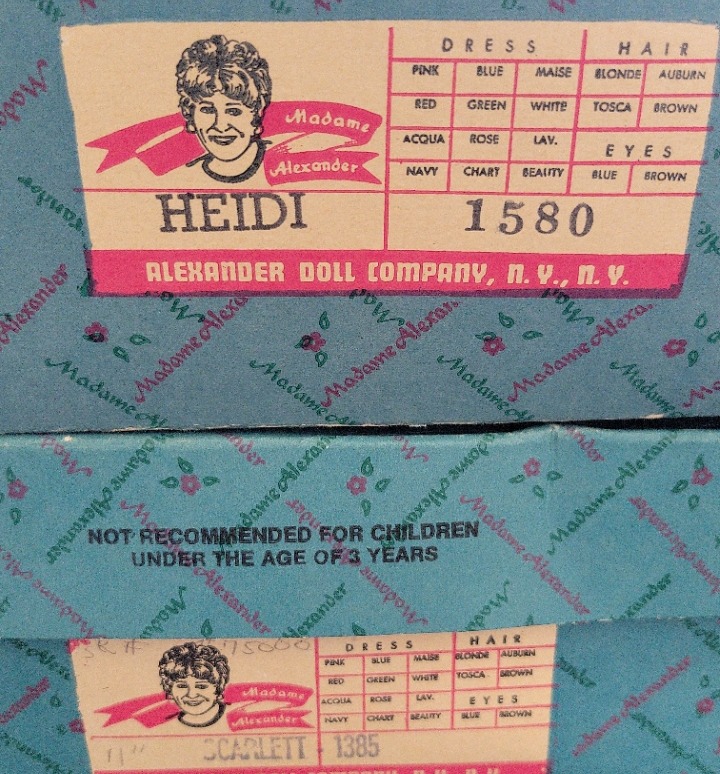 DRESS HAIR
PINK BLUE MAISE BLONDE AUBURN
RED GREEN WHITE TOSCA BROWN
ACQUA ROSE LAV. EYES
NAVY CHART BEAUTY BLUE BROWN
Madame
Alexander
HEIDI 1580
ALEXANDER DOLL COMPANY, N.Y., N.Y.
Madame Alexander
NOT RECOMMENDED FOR CHILDREN
UNDER THE AGE OF 3 YEARS
DRESS HAIR
PINK BLUE MAISE BLONDE AUBURN
RED GREEN WHITE TOSCA BROWN
ACQUA ROSE LAV. EYES
NAVY CHART BEAUTY BLUE BROWN
Madame
Alexander
11" SCARLETT - 1385